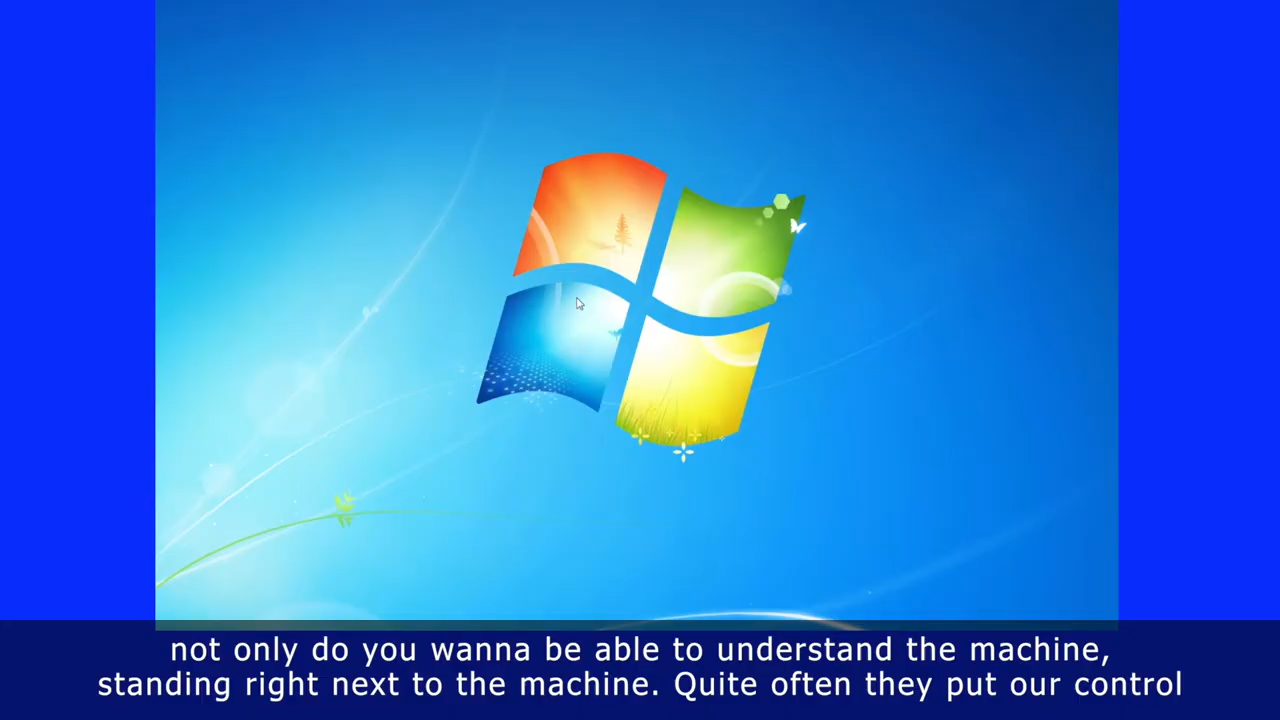 not only do you wanna be able to understand the machine,
standing right next to the machine. Quite often they put our control